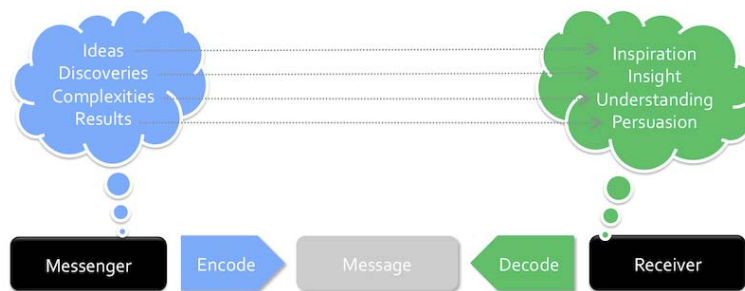 Ideas
Discoveries
Complexities
Results
Inspiration
Insight
Understanding
Persuasion
Messenger
Encode
Message
Decode
Receiver